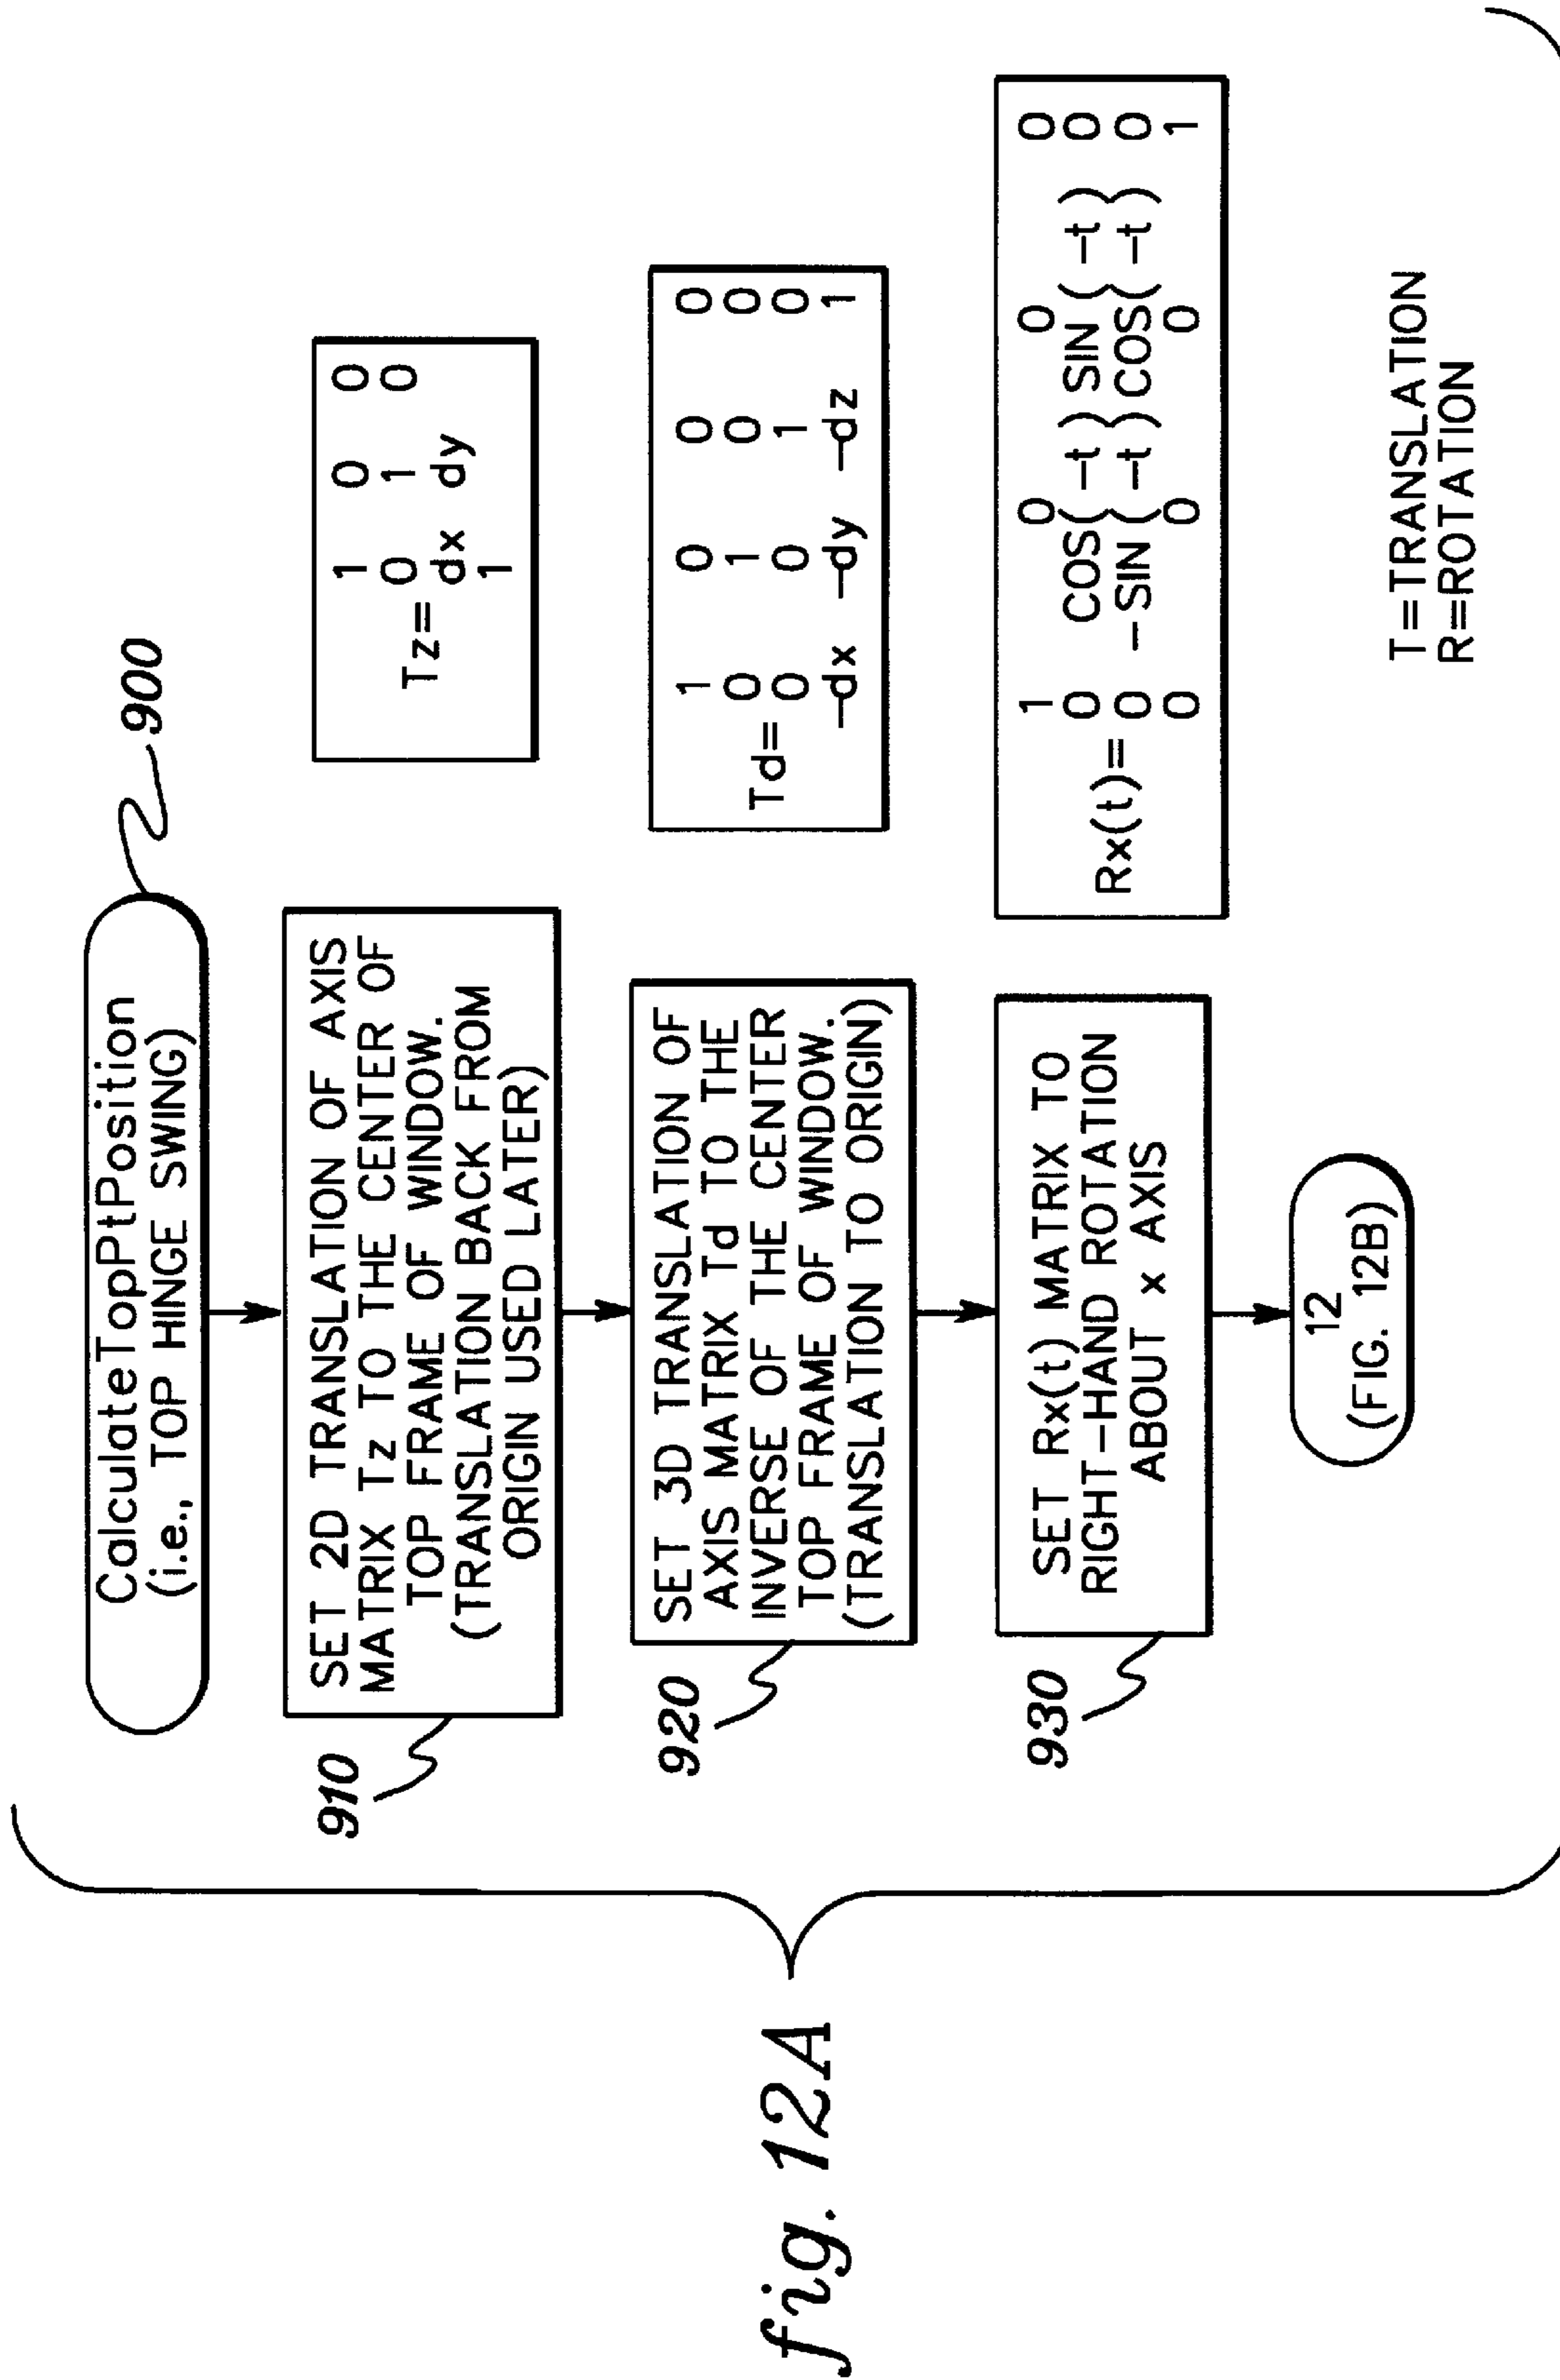 CalculateTopPtPosition
(i.e., TOP HINGE SWING)
900
910
SET 2D TRANSLATION OF AXIS
MATRIX Tz TO THE CENTER OF
TOP FRAME OF WINDOW.
(TRANSLATION BACK FROM
ORIGIN USED LATER)
1 0 0
0 1 0
Tz=
dx dy
1
920
SET 3D TRANSLATION OF
AXIS MATRIX Td TO THE
INVERSE OF THE CENTER
TOP FRAME OF WINDOW.
(TRANSLATION TO ORIGIN)
1 0 0 0
0 1 0 0
Td=
0 0 1 0
-dx -dy -dz 1
930
SET Rx(t) MATRIX TO
RIGHT-HAND ROTATION
ABOUT x AXIS
1 0 0 0
0 COS(-t) SIN (-t) 0
Rx(t)=
0 -SIN (-t) COS(-t) 0
0 0 0 1
12
(FIG. 12B)
T=TRANSLATION
R=ROTATION
fig. 12A